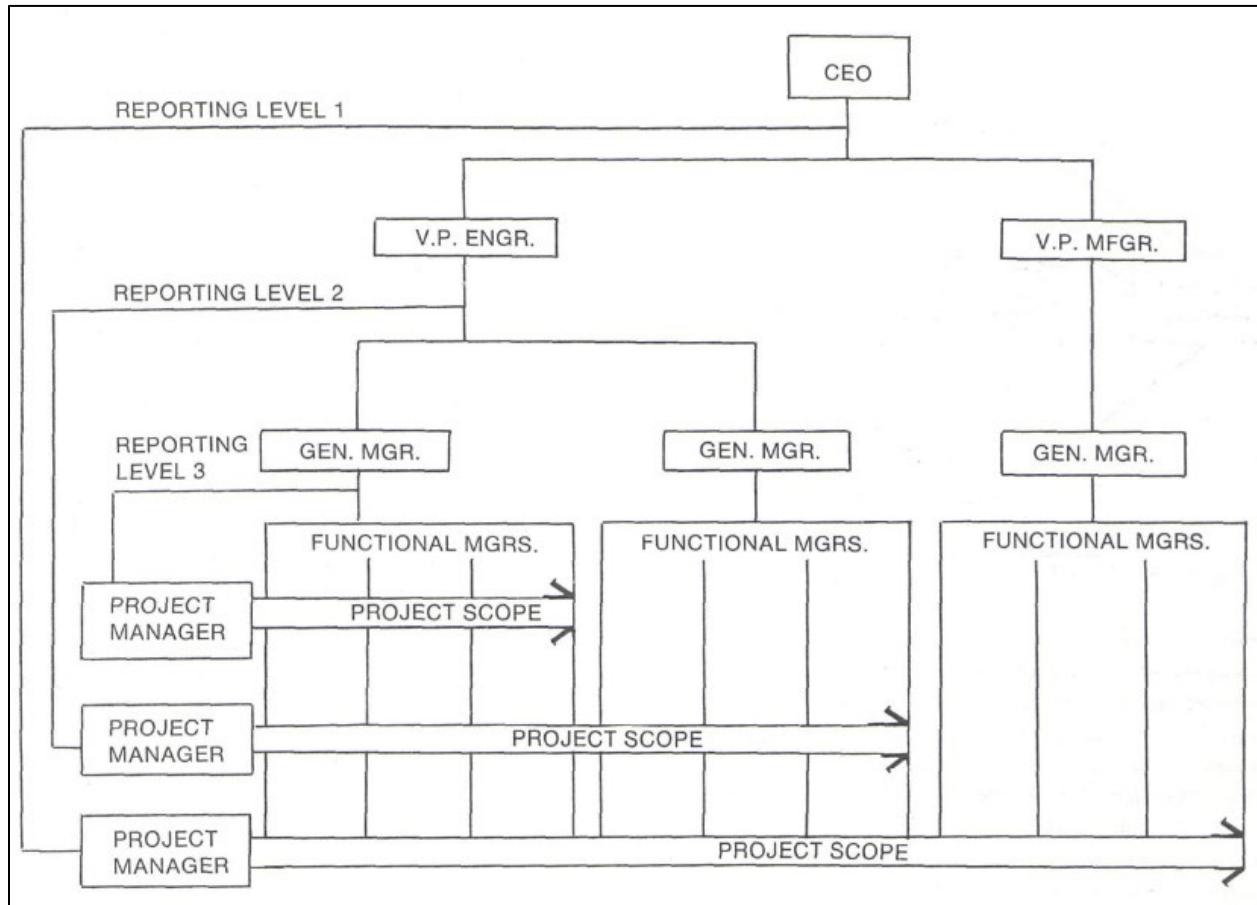 CEO
REPORTING LEVEL 1
V.P. ENGR.
V.P. MFGR.
REPORTING LEVEL 2
REPORTING
LEVEL 3
GEN. MGR.
GEN. MGR.
GEN. MGR.
FUNCTIONAL MGRS.
FUNCTIONAL MGRS.
FUNCTIONAL MGRS.
PROJECT
MANAGER
PROJECT SCOPE
PROJECT
MANAGER
PROJECT SCOPE
PROJECT
MANAGER
PROJECT SCOPE